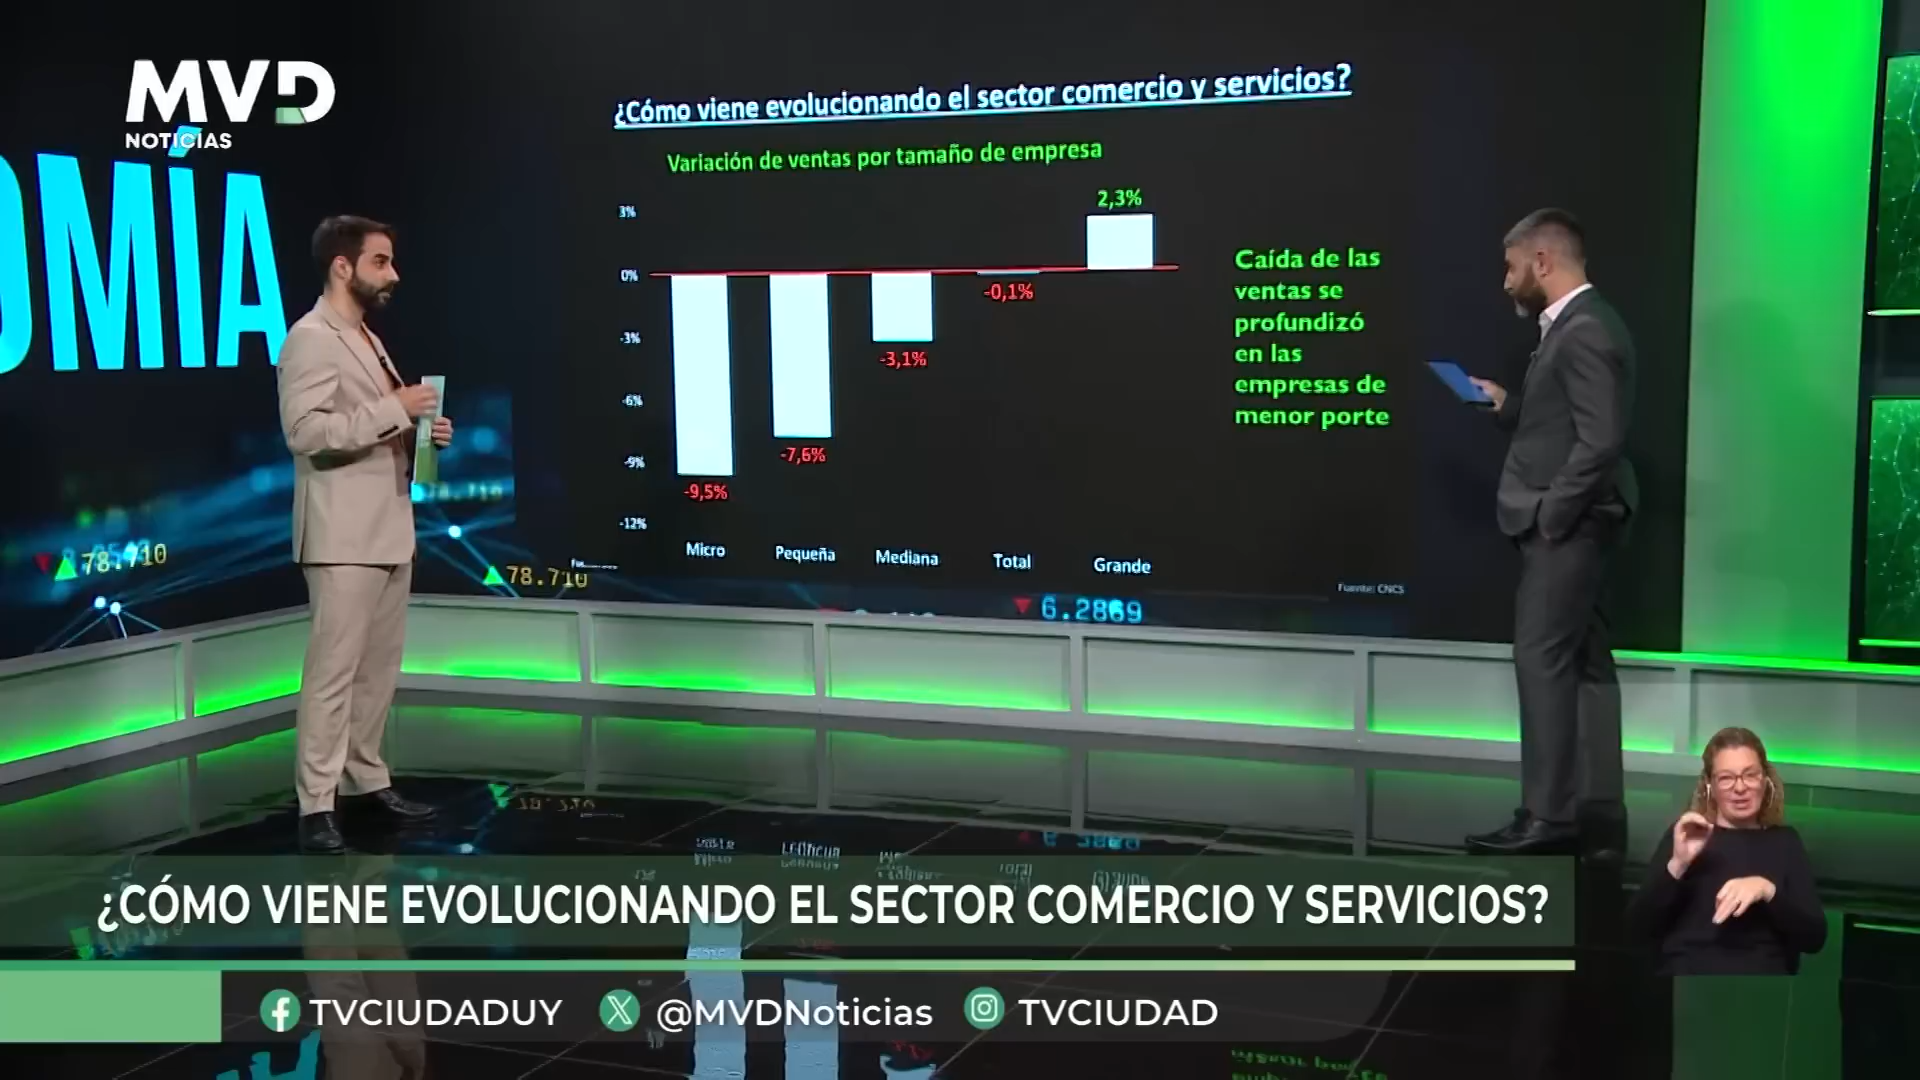 MVD
NOTICIAS
OMÍA
¿Cómo viene evolucionando el sector comercio y servicios?
Variación de ventas por tamaño de empresa
2,3%
3%
0%
-3%
-6%
-9%
-12%
-0,1%
-3,1%
-7,6%
-9,5%
Micro
Pequeña
Mediana
Total
Grande
Caída de las
ventas se
profundizó
en las
empresas de
menor porte
Fuente: CNCS
78.710
78.710
78.710
6.2869
¿CÓMO VIENE EVOLUCIONANDO EL SECTOR COMERCIO Y SERVICIOS?
TVCIUDADUY
@MVDNoticias
TVCIUDAD